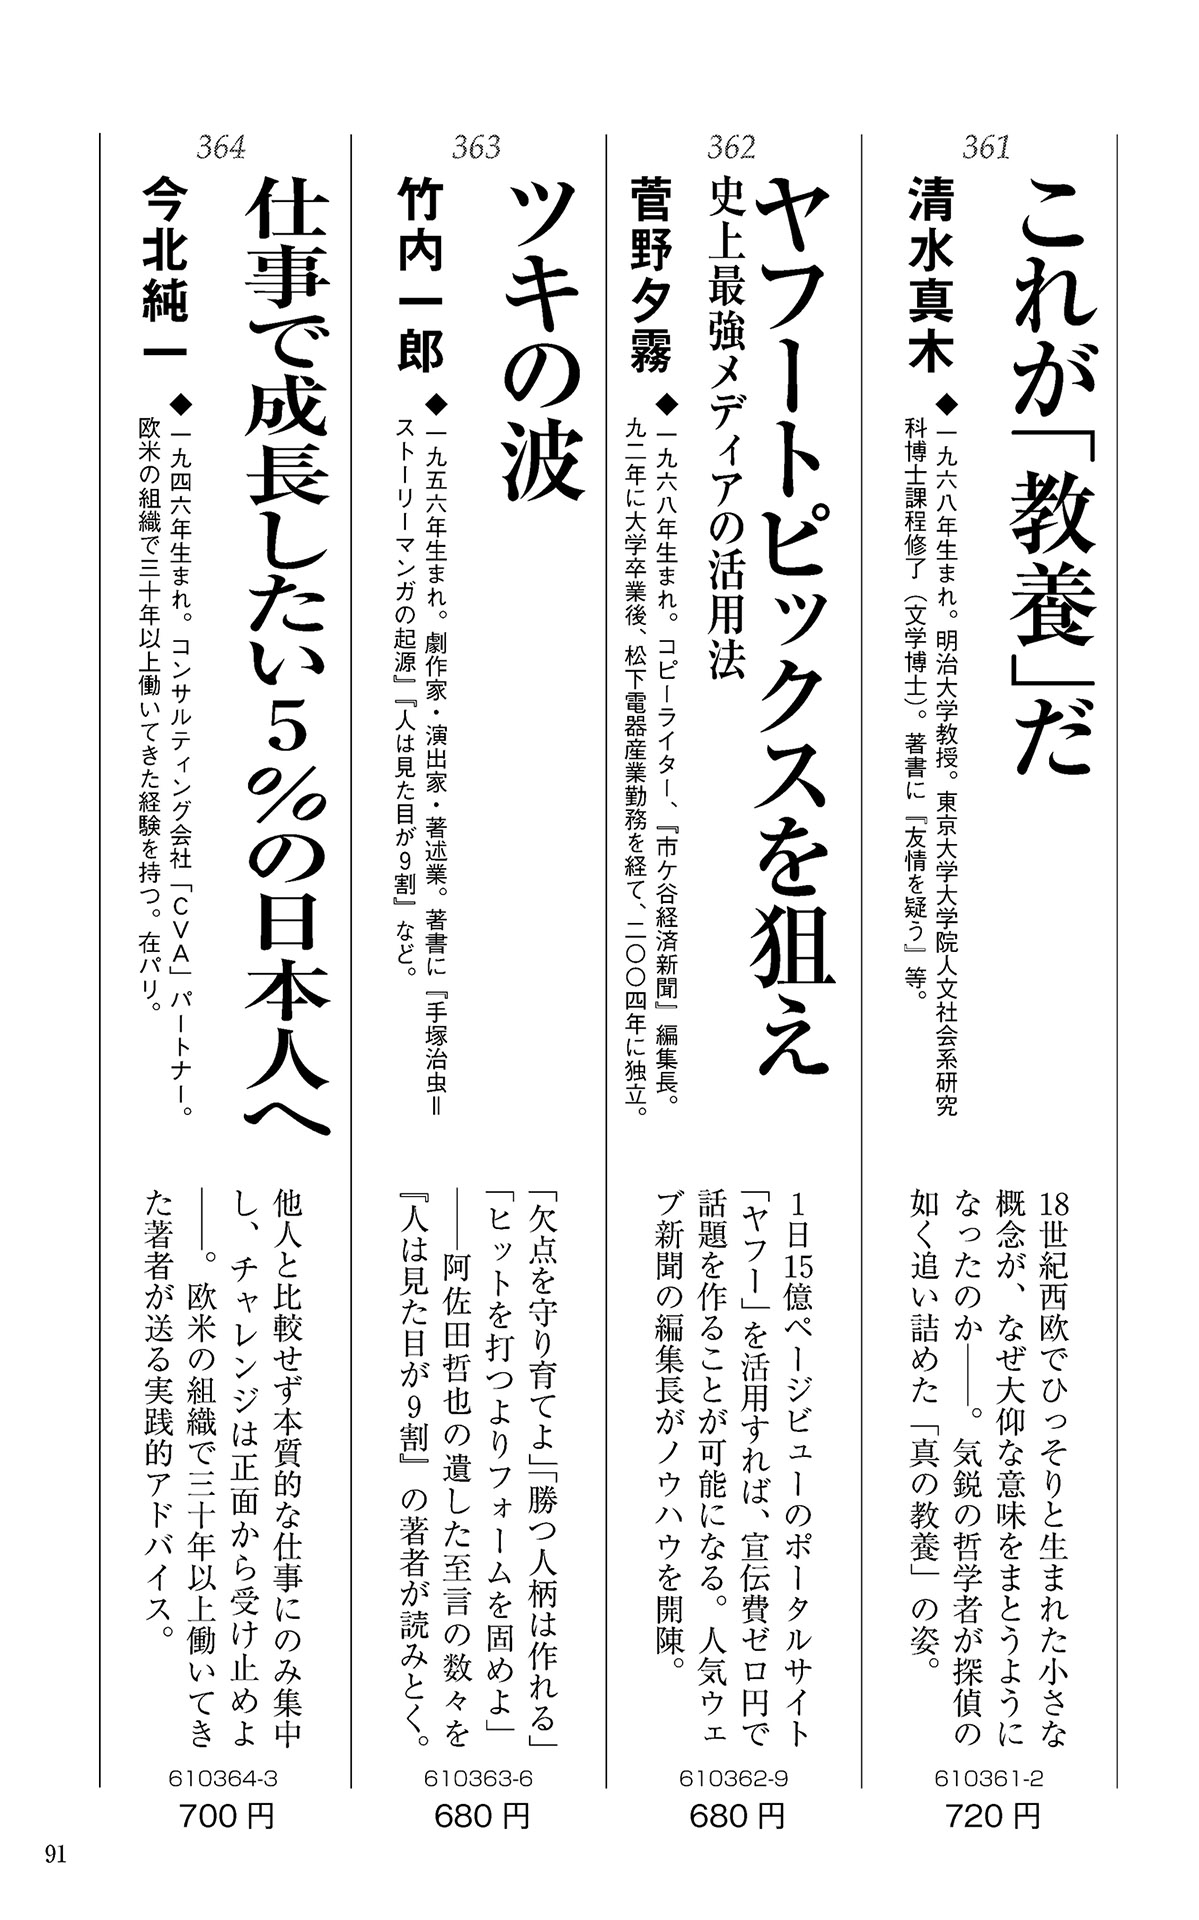 361
これが「教養」だ
清水真木
◆一九六八年生まれ。明治大学教授。東京大学大学院人文社会系研究
科博士課程修了(文学博士)。著書に『友情を疑う』等。
18世紀西欧でひっそりと生まれた小さな
概念が、なぜ大仰な意味をまとうように
なったのか――。気鋭の哲学者が探偵の
如く追い詰めた「真の教養」の姿。
610361-2
720円
362
ヤフートピックスを狙え
史上最強メディアの活用法
菅野夕霧
◆一九六八年生まれ。コピーライター、『市ケ谷経済新聞』編集長。
九二年に大学卒業後、松下電器産業勤務を経て、二〇〇四年に独立。
1日15億ページビューのポータルサイト
「ヤフー」を活用すれば、宣伝費ゼロ円で
話題を作ることが可能になる。人気ウェ
ブ新聞の編集長がノウハウを開陳。
610362-9
680円
363
ツキの波
竹内一郎
◆一九五六年生まれ。劇作家・演出家・著述業。著書に『手塚治虫=
ストーリーマンガの起源』『人は見た目が9割』など。
「欠点を守り育てよ」「勝つ人柄は作れる」
「ヒットを打つよりフォームを固めよ」
――阿佐田哲也の遺した至言の数々を
『人は見た目が9割』の著者が読みとく。
610363-6
680円
364
仕事で成長したい5%の日本人へ
今北純一
◆一九四六年生まれ。コンサルティング会社「CVA」パートナー。
欧米の組織で三十年以上働いてきた経験を持つ。在パリ。
他人と比較せず本質的な仕事にのみ集中
し、チャレンジは正面から受け止めよ
――。欧米の組織で三十年以上働いてき
た著者が送る実践的アドバイス。
610364-3
700円
91